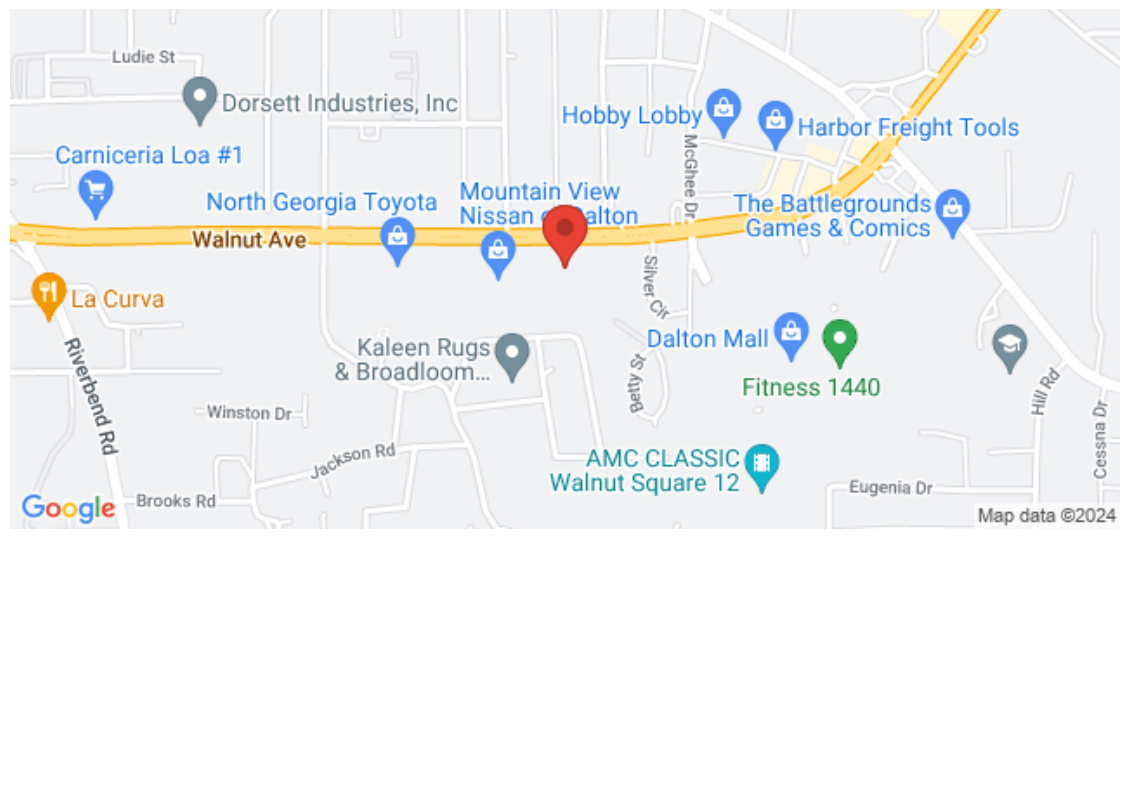 Ludie St
Dorsett Industries, Inc
Hobby Lobby
Harbor Freight Tools
Carniceria Loa #1
McGhee Dr
Mountain View
Nissan of Dalton
North Georgia Toyota
The Battlegrounds
Games & Comics
Walnut Ave
La Curva
Silver Cir
Dalton Mall
Kaleen Rugs
& Broadloom...
Fitness 1440
Betty St
Riverbend Rd
Hill Rd
Cessna Dr
Winston Dr
Jackson Rd
AMC CLASSIC
Walnut Square 12
Eugenia Dr
Brooks Rd
Google
Map data ©2024